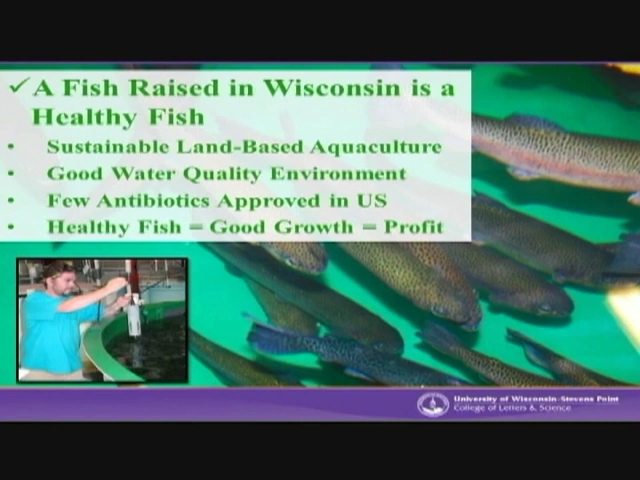 ✓ A Fish Raised in Wisconsin is a
Healthy Fish
• Sustainable Land-Based Aquaculture
• Good Water Quality Environment
• Few Antibiotics Approved in US
• Healthy Fish = Good Growth = Profit
University of Wisconsin-Stevens Point
College of Letters & Science